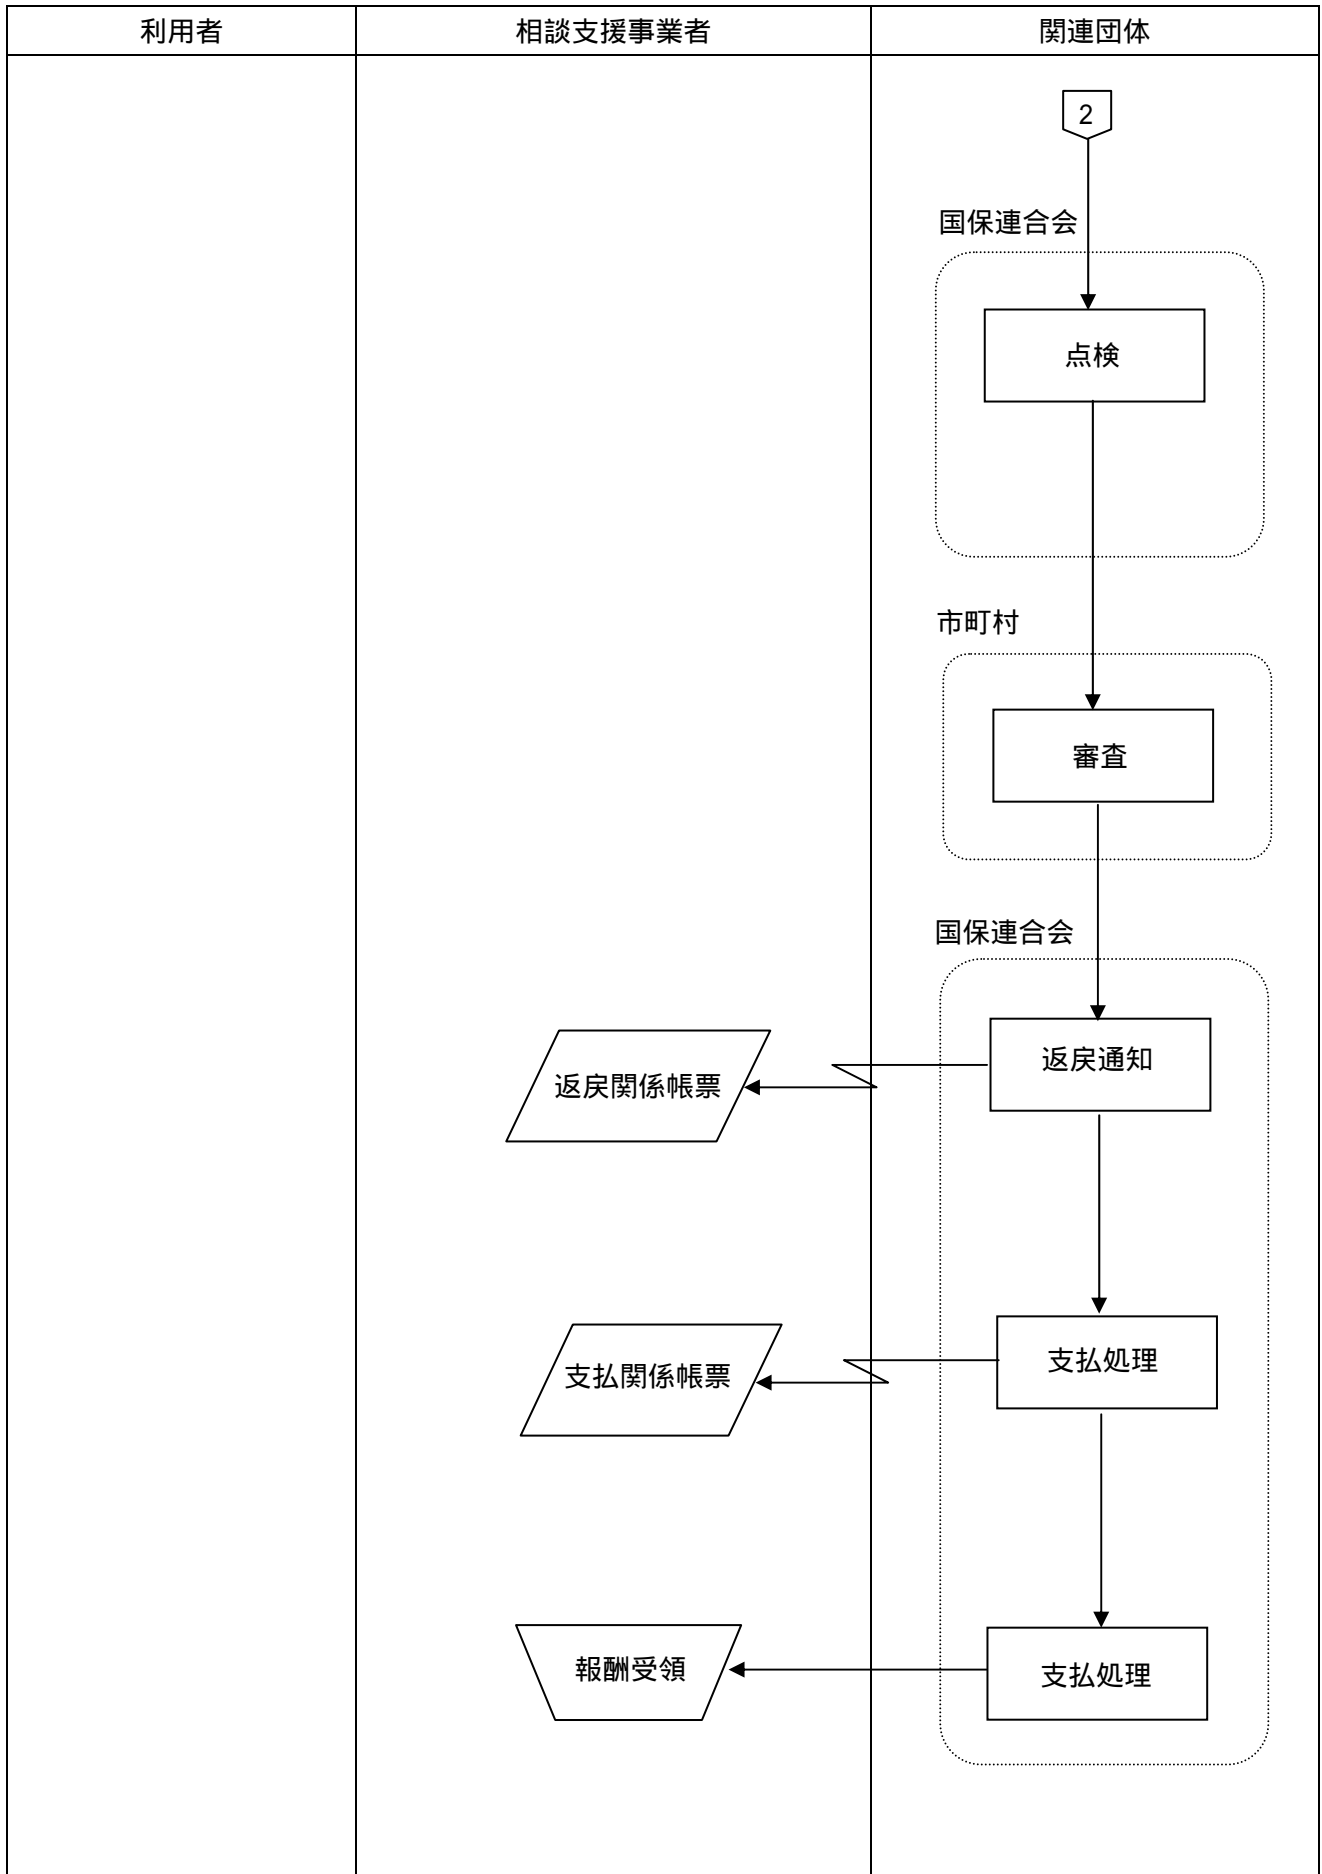 利用者
相談支援事業者
関連団体
2
国保連合会
点検
市町村
審査
国保連合会
返戻通知
返戻関係帳票
支払処理
支払関係帳票
報酬受領
支払処理